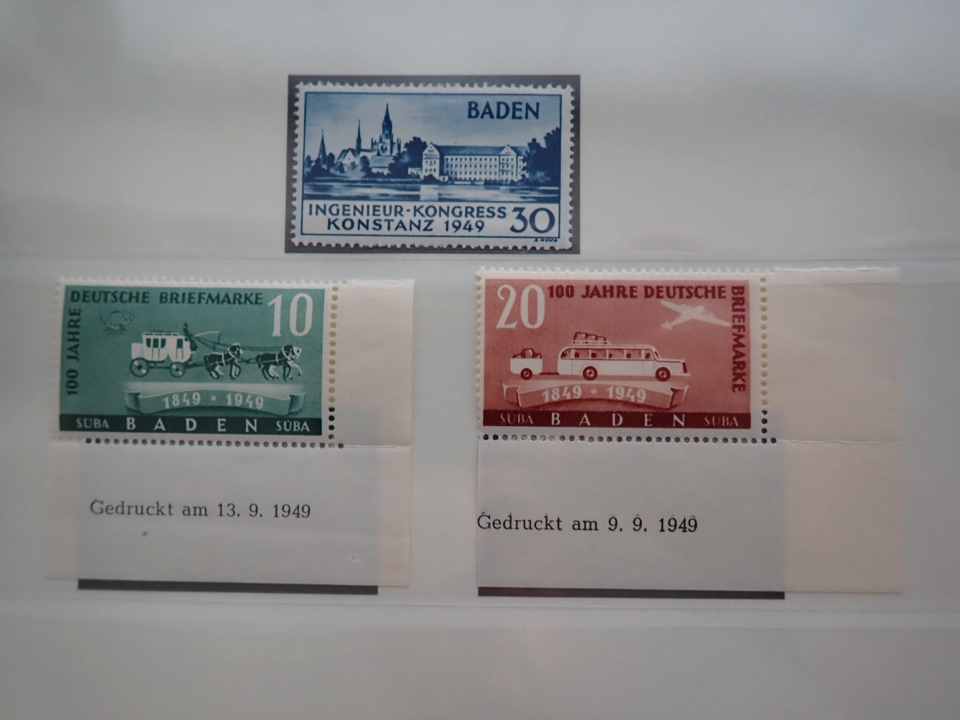 BADEN
INGENIEUR-KONGRESS
KONSTANZ 1949 30
100 JAHRE DEUTSCHE BRIEFMARKE 10
1849 * 1949
SÜBA BADEN SÜBA
Gedruckt am 13. 9. 1949
20 100 JAHRE DEUTSCHE BRIEFMARKE
1849 * 1949
SÜBA BADEN SÜBA
Gedruckt am 9. 9. 1949